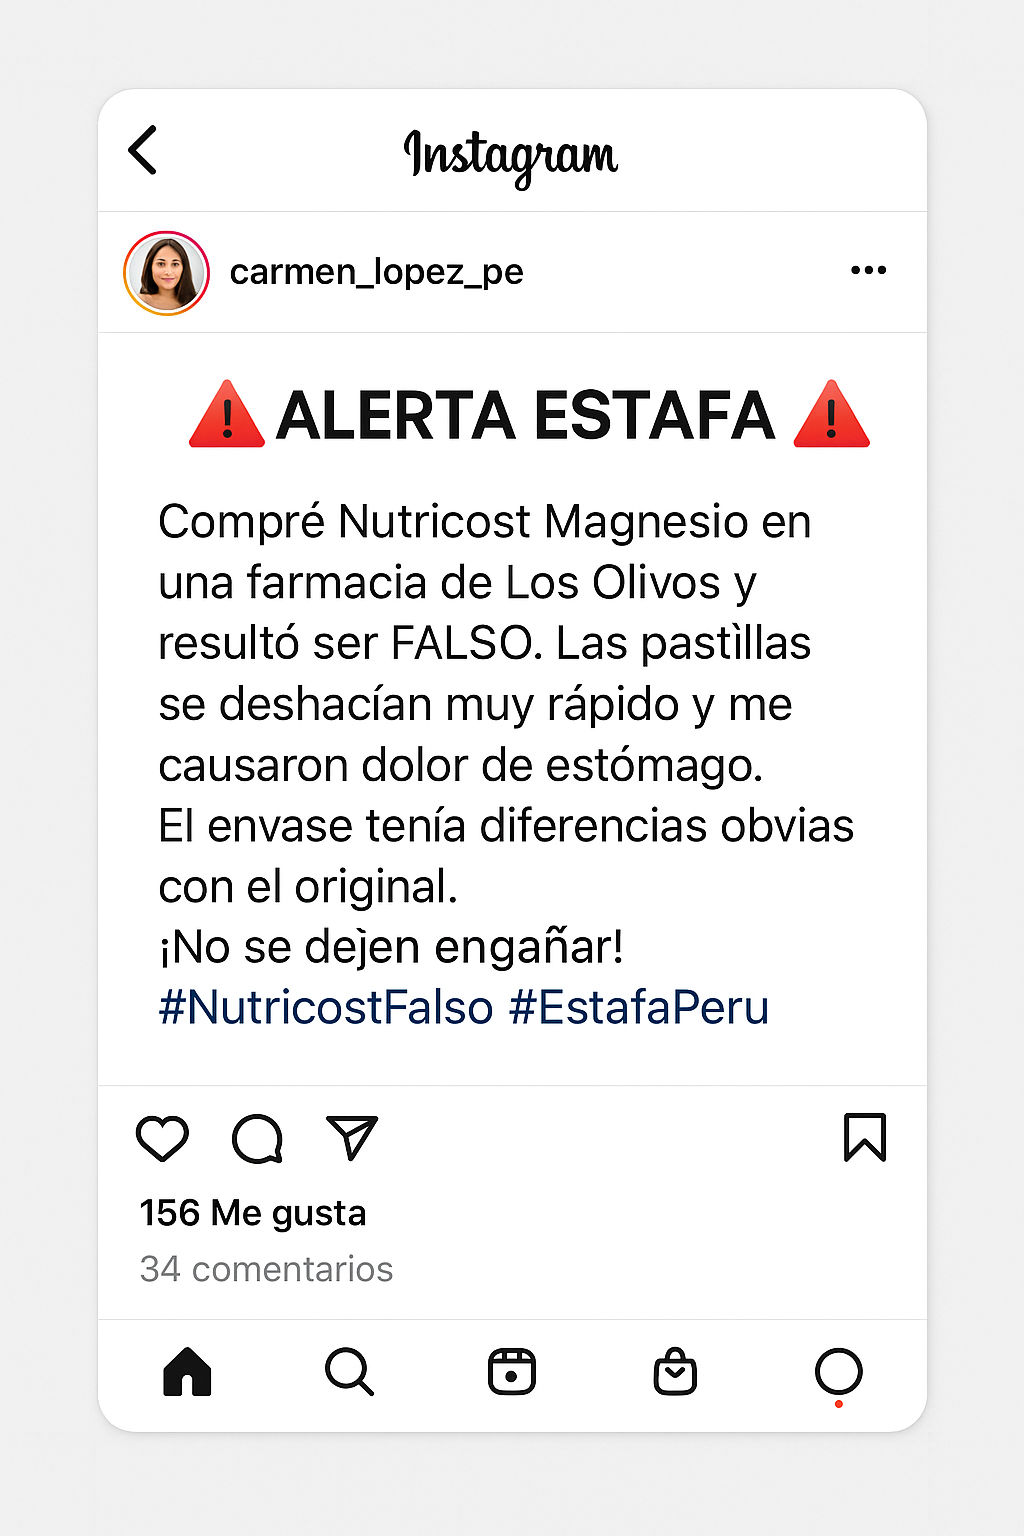 Instagram
carmen_lopez_pe
ALERTA ESTAFA
Compré Nutricost Magnesio en
una farmacia de Los Olivos y
resultó ser FALSO. Las pastìllas
se deshacían muy rápido y me
causaron dolor de estómago.
El envase tenía diferencias obvias
con el original.
¡No se dejen engañar!
#NutricostFalso #EstafaPeru
156 Me gusta
34 comentarios